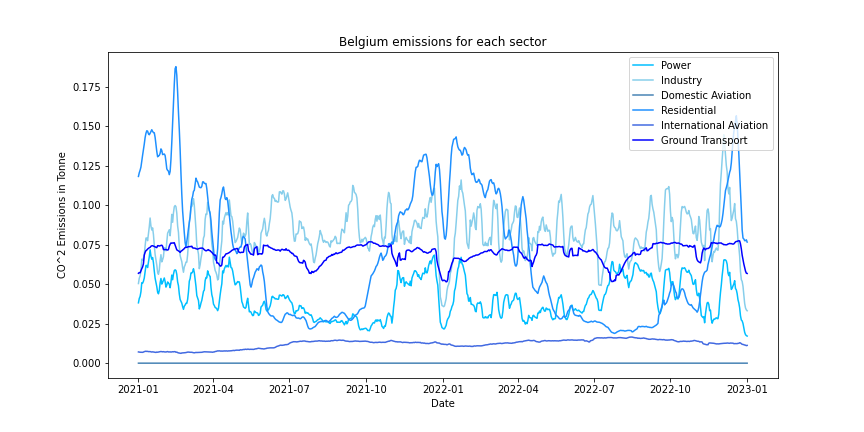 Belgium emissions for each sector
Power
Industry
Domestic Aviation
Residential
International Aviation
Ground Transport
CO^2 Emissions in Tonne
0.175
0.150
0.125
0.100
0.075
0.050
0.025
0.000
2021-01 2021-04 2021-07 2021-10 2022-01 2022-04 2022-07 2022-10 2023-01
Date